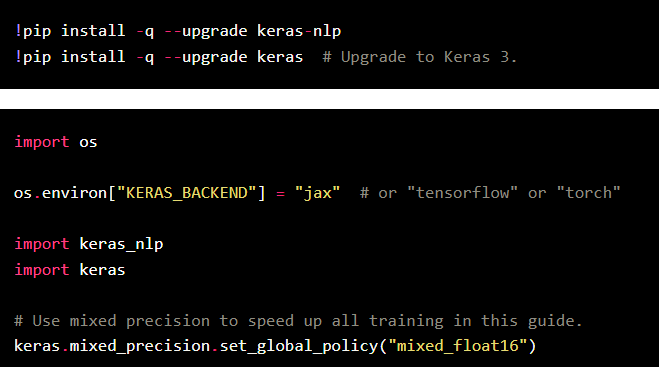 !pip install -q --upgrade keras-nlp
!pip install -q --upgrade keras  # Upgrade to Keras 3.
import os
os.environ["KERAS_BACKEND"] = "jax"  # or "tensorflow" or "torch"
import keras_nlp
import keras
# Use mixed precision to speed up all training in this guide.
keras.mixed_precision.set_global_policy("mixed_float16")